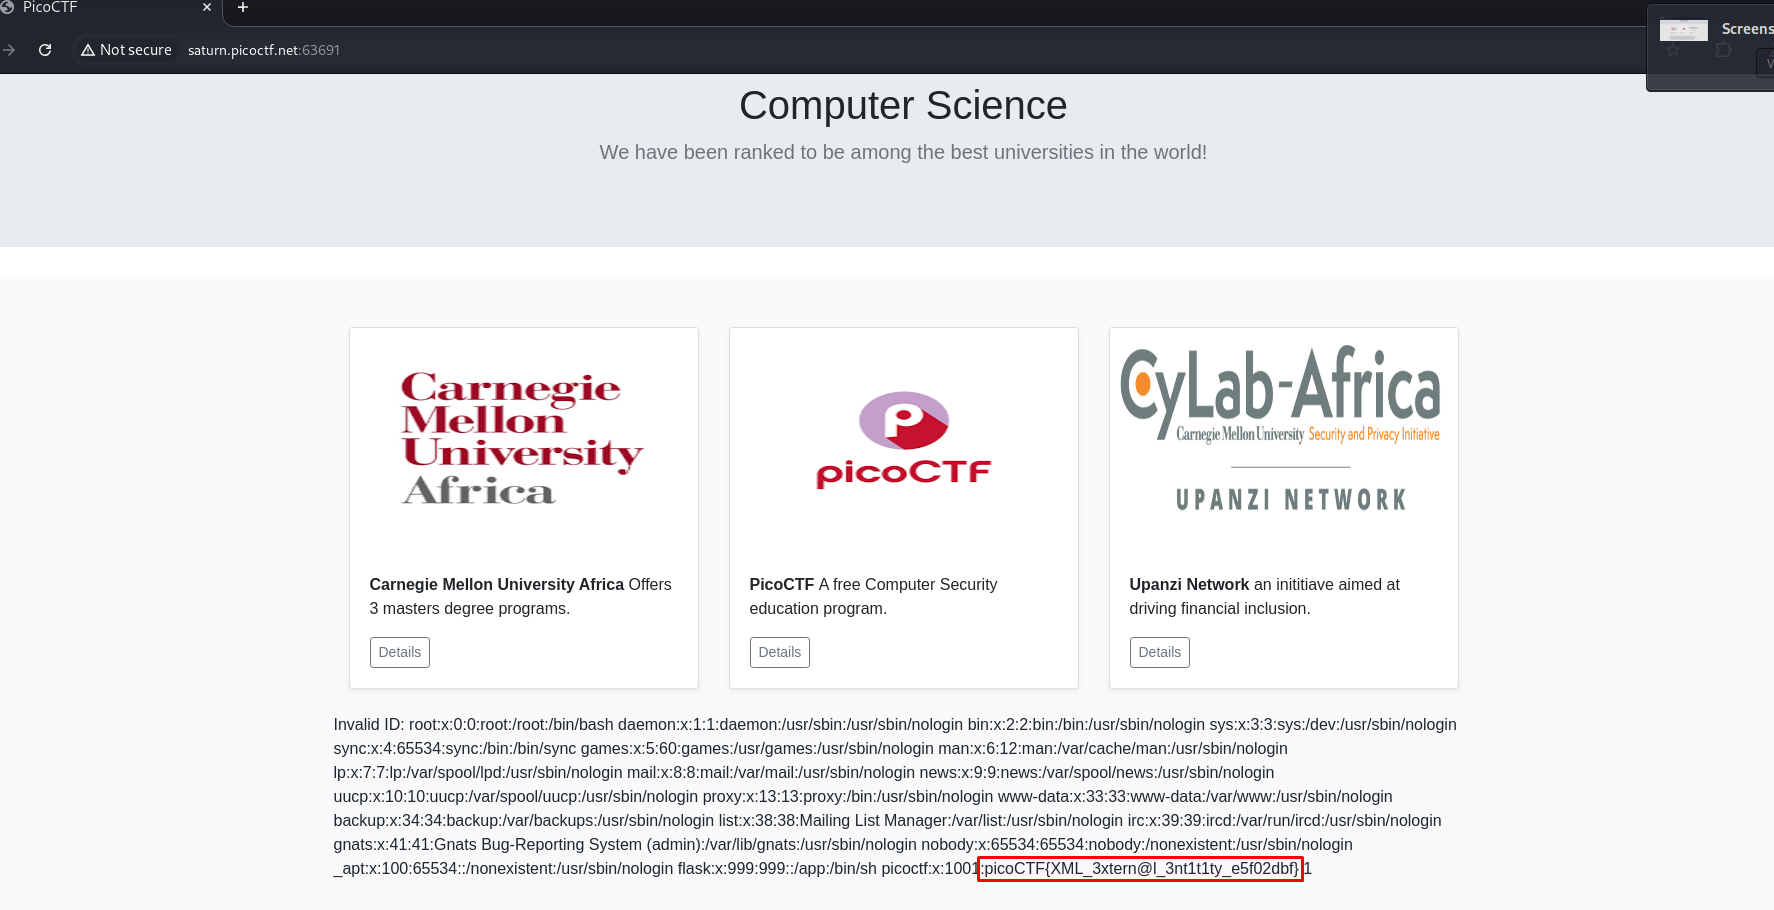 PicoCTF × +
Not secure saturn.picoctf.net:63691
Screens
Computer Science
We have been ranked to be among the best universities in the world!
Carnegie
Mellon
University
Africa
picoCTF
CyLab-Africa
Carnegie Mellon University Security and Privacy Initiative
UPANZI NETWORK
Carnegie Mellon University Africa Offers
3 masters degree programs.
Details
PicoCTF A free Computer Security
education program.
Details
Upanzi Network an inititiave aimed at
driving financial inclusion.
Details
Invalid ID: root:x:0:0:root:/root:/bin/bash daemon:x:1:1:daemon:/usr/sbin:/usr/sbin/nologin bin:x:2:2:bin:/bin:/usr/sbin/nologin sys:x:3:3:sys:/dev:/usr/sbin/nologin
sync:x:4:65534:sync:/bin:/bin/sync games:x:5:60:games:/usr/games:/usr/sbin/nologin man:x:6:12:man:/var/cache/man:/usr/sbin/nologin
lp:x:7:7:lp:/var/spool/lpd:/usr/sbin/nologin mail:x:8:8:mail:/var/mail:/usr/sbin/nologin news:x:9:9:news:/var/spool/news:/usr/sbin/nologin
uucp:x:10:10:uucp:/var/spool/uucp:/usr/sbin/nologin proxy:x:13:13:proxy:/bin:/usr/sbin/nologin www-data:x:33:33:www-data:/var/www:/usr/sbin/nologin
backup:x:34:34:backup:/var/backups:/usr/sbin/nologin list:x:38:38:Mailing List Manager:/var/list:/usr/sbin/nologin irc:x:39:39:ircd:/var/run/ircd:/usr/sbin/nologin
gnats:x:41:41:Gnats Bug-Reporting System (admin):/var/lib/gnats:/usr/sbin/nologin nobody:x:65534:65534:nobody:/nonexistent:/usr/sbin/nologin
_apt:x:100:65534::/nonexistent:/usr/sbin/nologin flask:x:999:999::/app:/bin/sh picoctf:x:1001:picoCTF{XML_3xtern@l_3nt1t1ty_e5f02dbf} 1